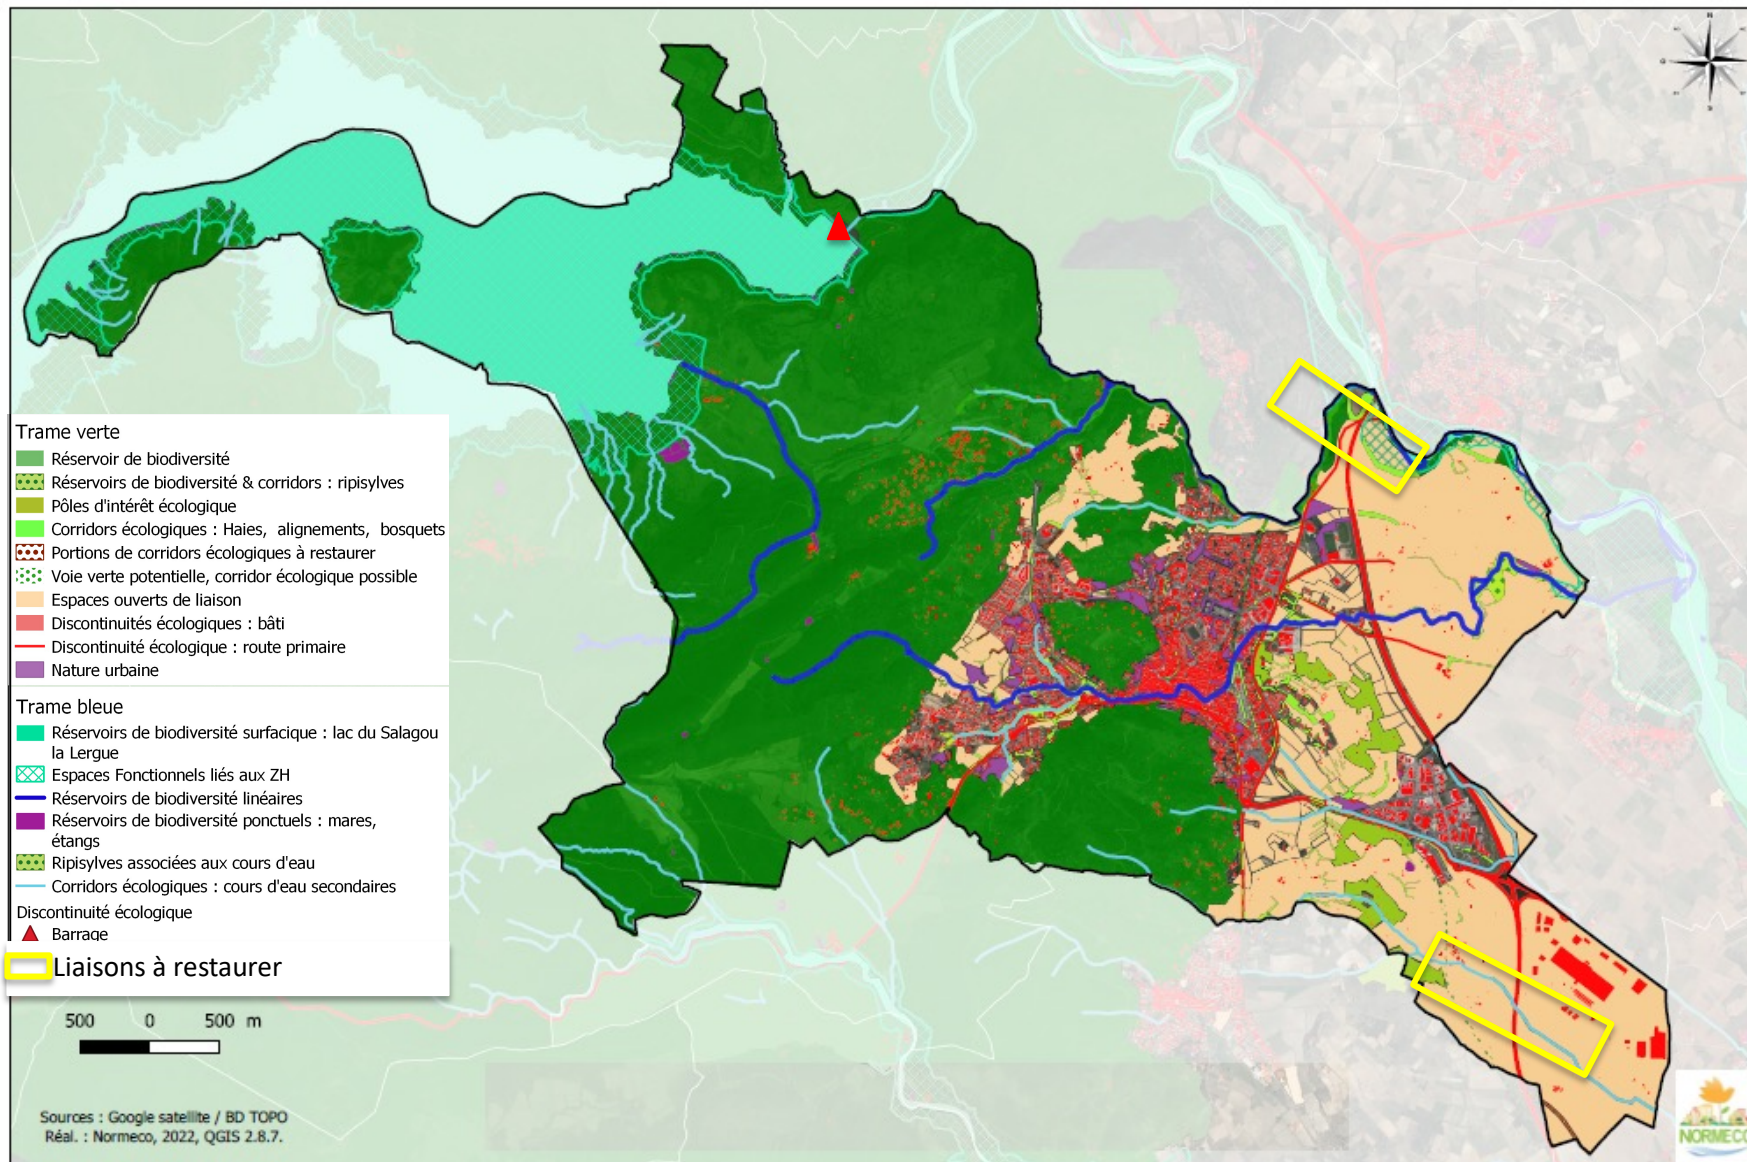 N
O
S
Trame verte
Réservoir de biodiversité
Réservoirs de biodiversité & corridors : ripisylves
Pôles d'intérêt écologique
Corridors écologiques : Haies, alignements, bosquets
Portions de corridors écologiques à restaurer
Voie verte potentielle, corridor écologique possible
Espaces ouverts de liaison
Discontinuités écologiques : bâti
Discontinuité écologique : route primaire
Nature urbaine
Trame bleue
Réservoirs de biodiversité surfacique : lac du Salagou
la Lergue
Espaces Fonctionnels liés aux ZH
Réservoirs de biodiversité linéaires
Réservoirs de biodiversité ponctuels : mares,
étangs
Ripisylves associées aux cours d'eau
Corridors écologiques : cours d'eau secondaires
Discontinuité écologique
Barrage
Liaisons à restaurer
500 0 500 m
Sources : Google satellite / BD TOPO
Réal. : Normeco, 2022, QGIS 2.8.7.
NORMECO